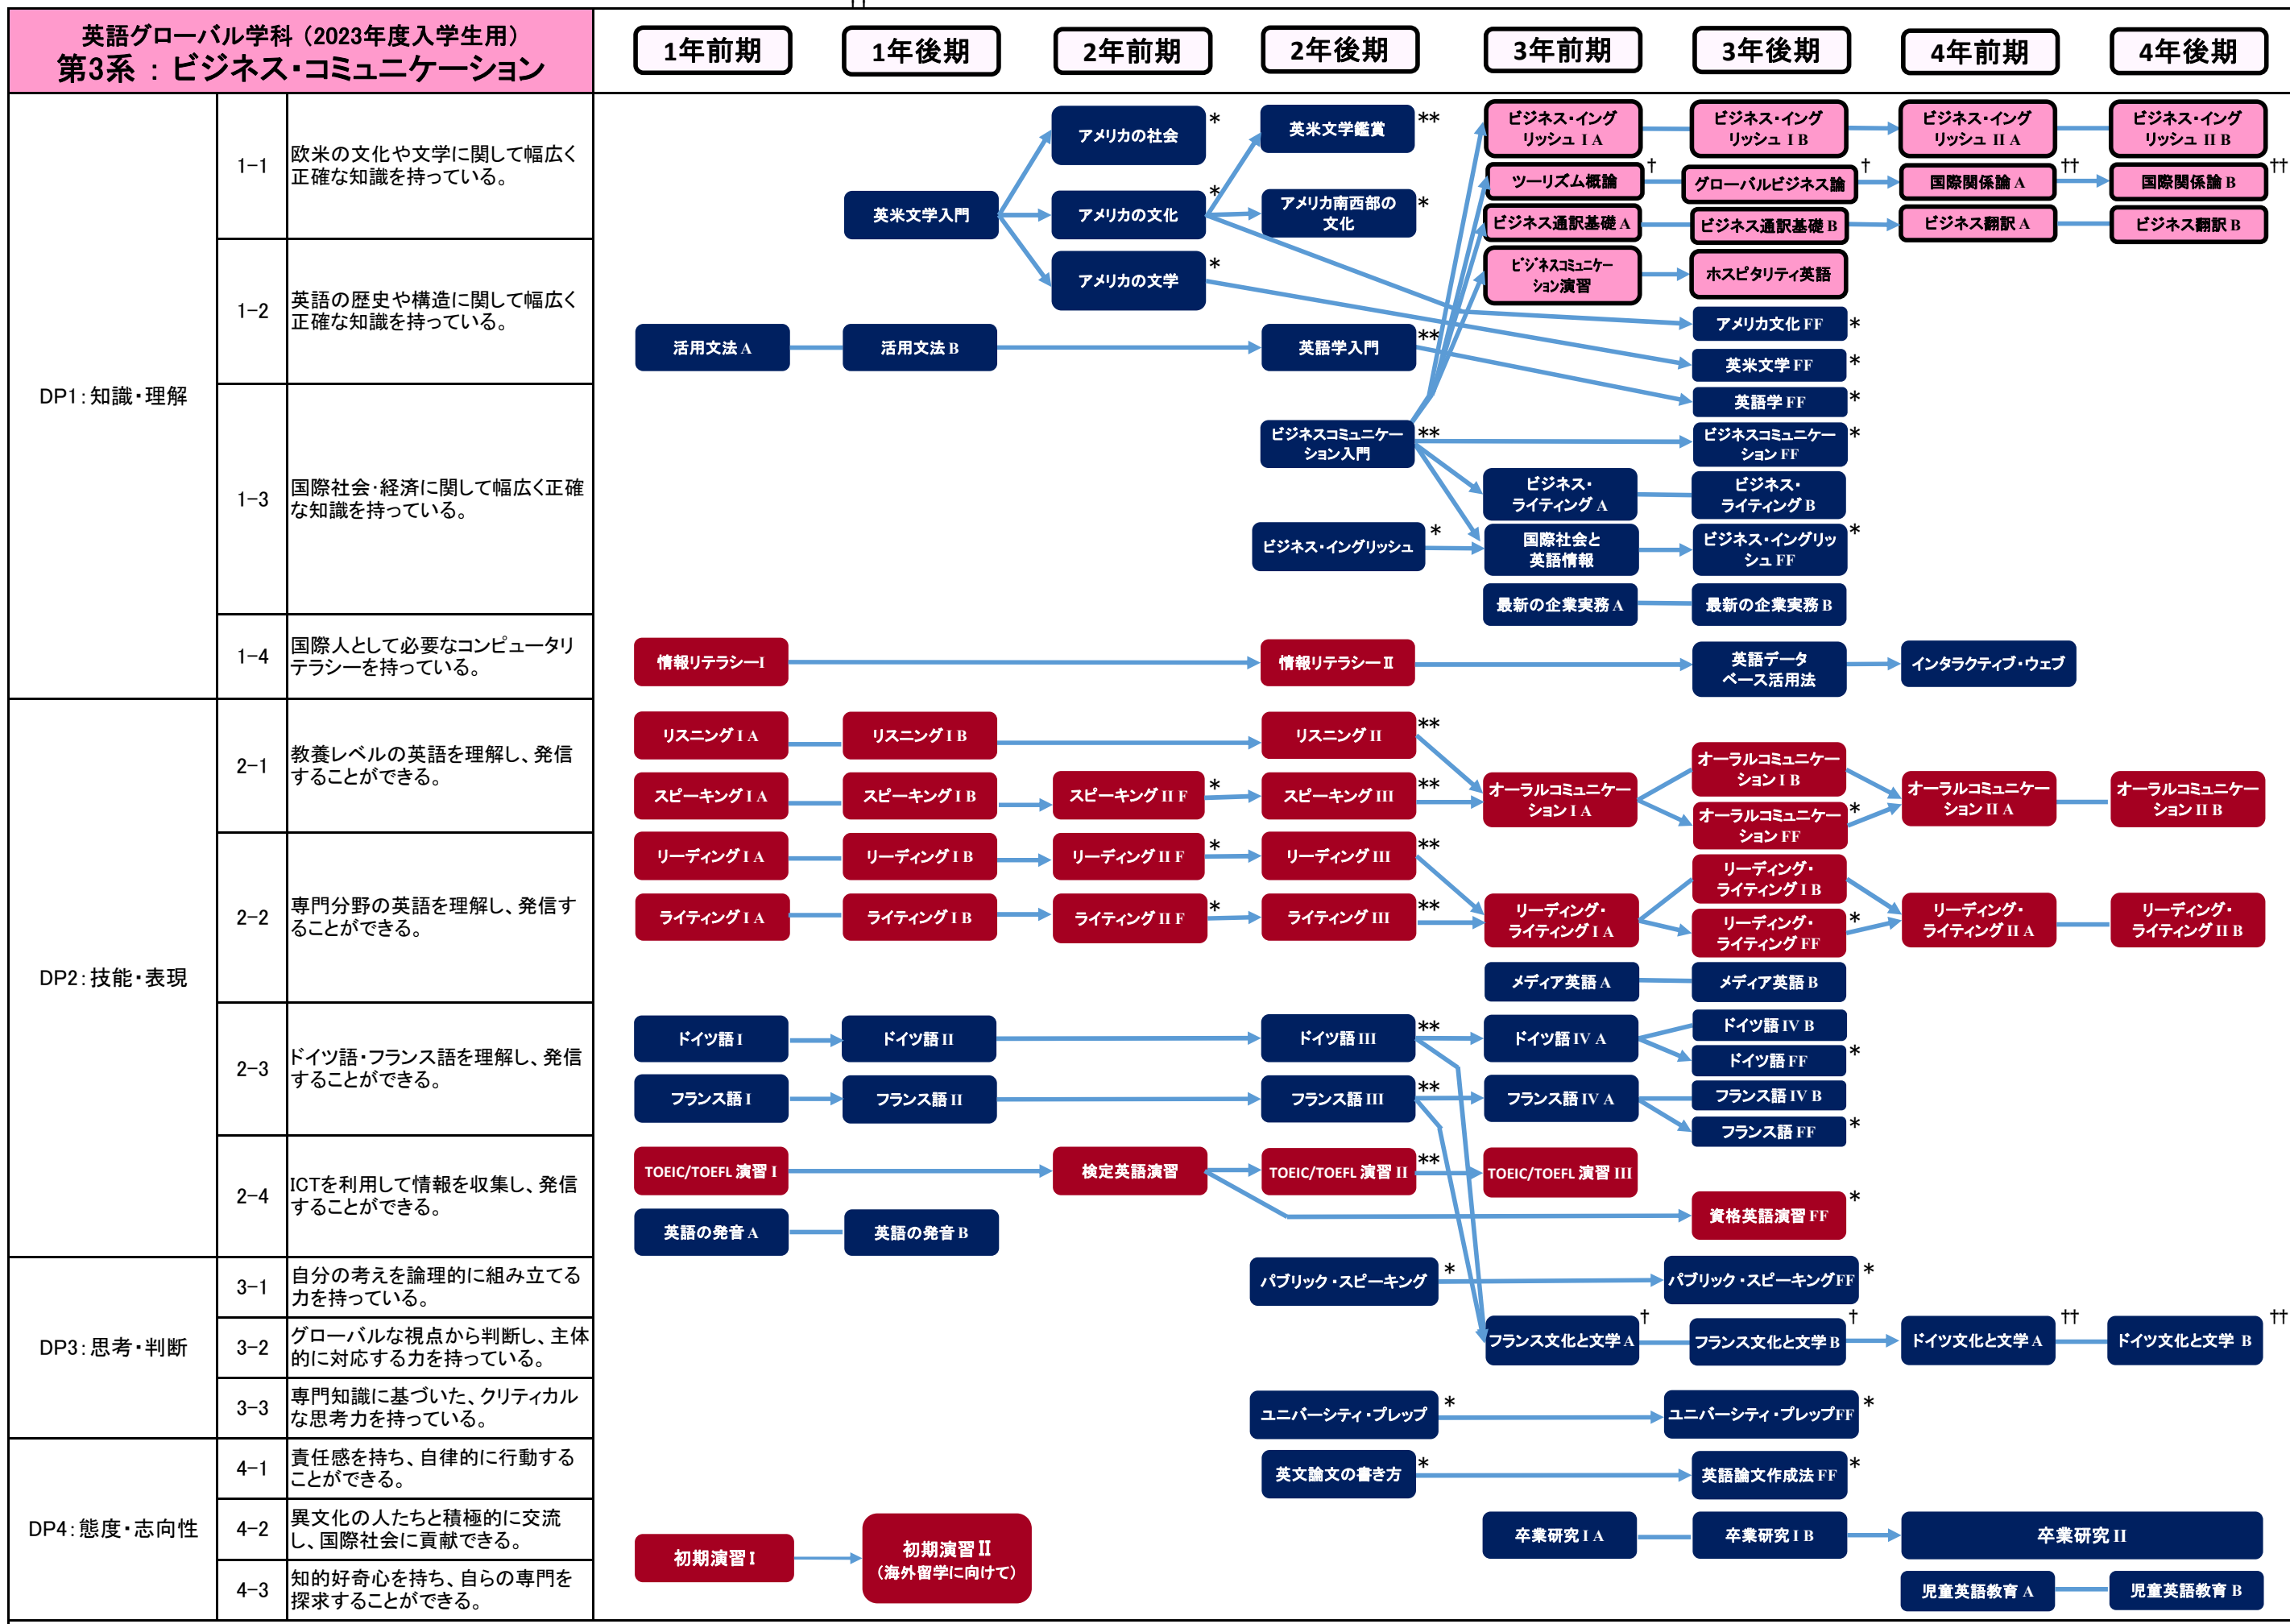 ††
英語グローバル学科（2023年度入学生用）
第3系 ：ビジネス・コミュニケーション
1年前期
1年後期
2年前期
2年後期
3年前期
3年後期
4年前期
4年後期
DP1：知識・理解
1-1
欧米の文化や文学に関して幅広く
正確な知識を持っている。
1-2
英語の歴史や構造に関して幅広く
正確な知識を持っている。
1-3
国際社会・経済に関して幅広く正確
な知識を持っている。
1-4
国際人として必要なコンピュータリ
テラシーを持っている。
DP2：技能・表現
2-1
教養レベルの英語を理解し、発信
することができる。
2-2
専門分野の英語を理解し、発信す
ることができる。
2-3
ドイツ語・フランス語を理解し、発信
することができる。
2-4
ICTを利用して情報を収集し、発信
することができる。
DP3：思考・判断
3-1
自分の考えを論理的に組み立てる
力を持っている。
3-2
グローバルな視点から判断し、主体
的に対応する力を持っている。
3-3
専門知識に基づいた、クリティカル
な思考力を持っている。
DP4：態度・志向性
4-1
責任感を持ち、自律的に行動する
ことができる。
4-2
異文化の人たちと積極的に交流
し、国際社会に貢献できる。
4-3
知的好奇心を持ち、自らの専門を
探求することができる。
アメリカの社会 *
英米文学鑑賞 **
ビジネス・イング
リッシュ I A
ビジネス・イング
リッシュ I B
ビジネス・イング
リッシュ II A
ビジネス・イング
リッシュ II B
ツーリズム概論 †
グローバルビジネス論 †
国際関係論 A ††
国際関係論 B ††
英米文学入門
アメリカの文化 *
アメリカ南西部の
文化 *
ビジネス通訳基礎 A
ビジネス通訳基礎 B
ビジネス翻訳 A
ビジネス翻訳 B
アメリカの文学 *
ビジネスコミュニケー
ション演習
ホスピタリティ英語
アメリカ文化 FF *
活用文法 A
活用文法 B
英語学入門 **
英米文学 FF *
英語学 FF *
ビジネスコミュニケー
ション入門 **
ビジネスコミュニケー
ション FF *
ビジネス・
ライティング A
ビジネス・
ライティング B
ビジネス・イングリッシュ *
国際社会と
英語情報
ビジネス・イングリッ
シュ FF *
最新の企業実務 A
最新の企業実務 B
情報リテラシーI
情報リテラシー II
英語データ
ベース活用法
インタラクティブ・ウェブ
リスニング I A
リスニング I B
リスニング II **
スピーキング I A
スピーキング I B
スピーキング II F *
スピーキング III **
オーラルコミュニケー
ション I A
オーラルコミュニケー
ション I B
オーラルコミュニケー
ション FF *
オーラルコミュニケー
ション II A
オーラルコミュニケー
ション II B
リーディング I A
リーディング I B
リーディング II F *
リーディング III **
ライティング I A
ライティング I B
ライティング II F *
ライティング III **
リーディング・
ライティング I A
リーディング・
ライティング I B
リーディング・
ライティング FF *
リーディング・
ライティング II A
リーディング・
ライティング II B
メディア英語 A
メディア英語 B
ドイツ語 I
ドイツ語 II
ドイツ語 III **
ドイツ語 IV A
ドイツ語 IV B
ドイツ語 FF *
フランス語 I
フランス語 II
フランス語 III **
フランス語 IV A
フランス語 IV B
フランス語 FF *
TOEIC/TOEFL 演習 I
検定英語演習
TOEIC/TOEFL 演習 II **
TOEIC/TOEFL 演習 III
資格英語演習 FF *
英語の発音 A
英語の発音 B
パブリック・スピーキング *
パブリック・スピーキングFF *
フランス文化と文学 A †
フランス文化と文学 B †
ドイツ文化と文学 A ††
ドイツ文化と文学 B ††
ユニバーシティ・プレップ *
ユニバーシティ・プレップFF *
英文論文の書き方 *
英語論文作成法 FF *
初期演習 I
初期演習 II
（海外留学に向けて）
卒業研究 I A
卒業研究 I B
卒業研究 II
児童英語教育 A
児童英語教育 B